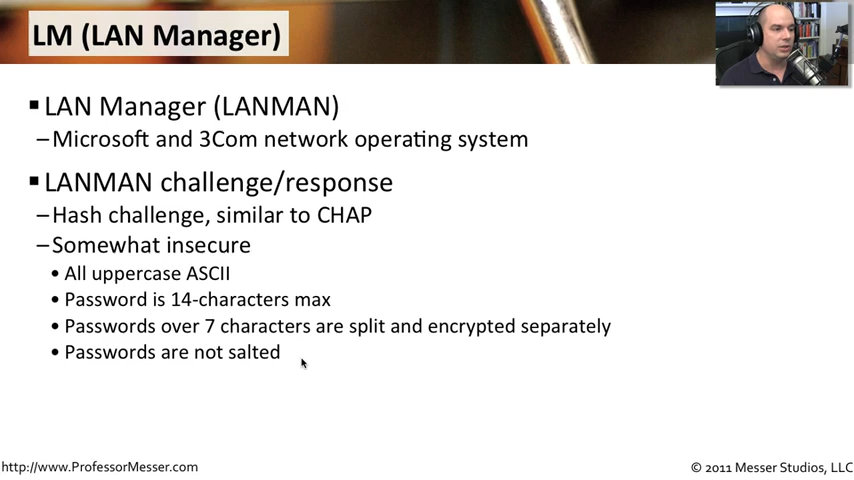 LM (LAN Manager)
▪ LAN Manager (LANMAN)
– Microsoft and 3Com network operating system
▪ LANMAN challenge/response
– Hash challenge, similar to CHAP
– Somewhat insecure
• All uppercase ASCII
• Password is 14-characters max
• Passwords over 7 characters are split and encrypted separately
• Passwords are not salted
http://www.ProfessorMesser.com
© 2011 Messer Studios, LLC